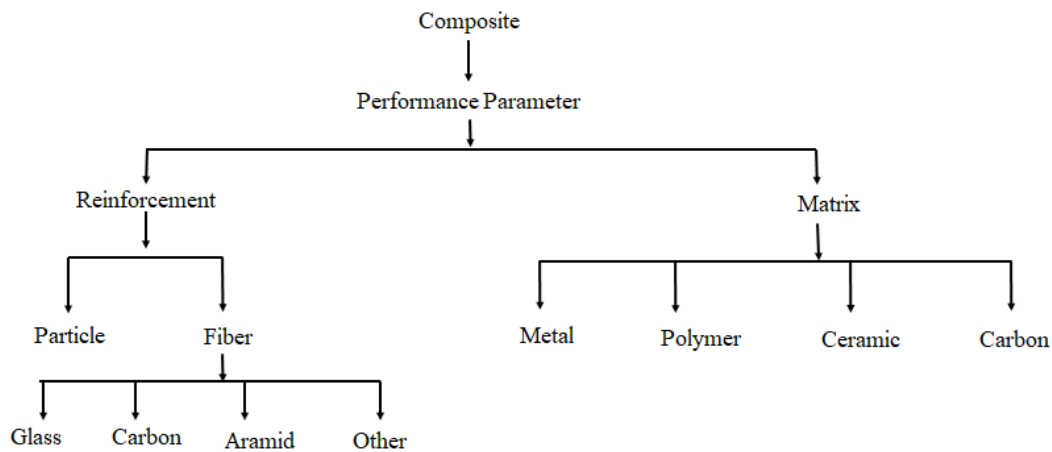 Composite
Performance Parameter
Reinforcement
Matrix
Particle
Fiber
Metal
Polymer
Ceramic
Carbon
Glass
Carbon
Aramid
Other